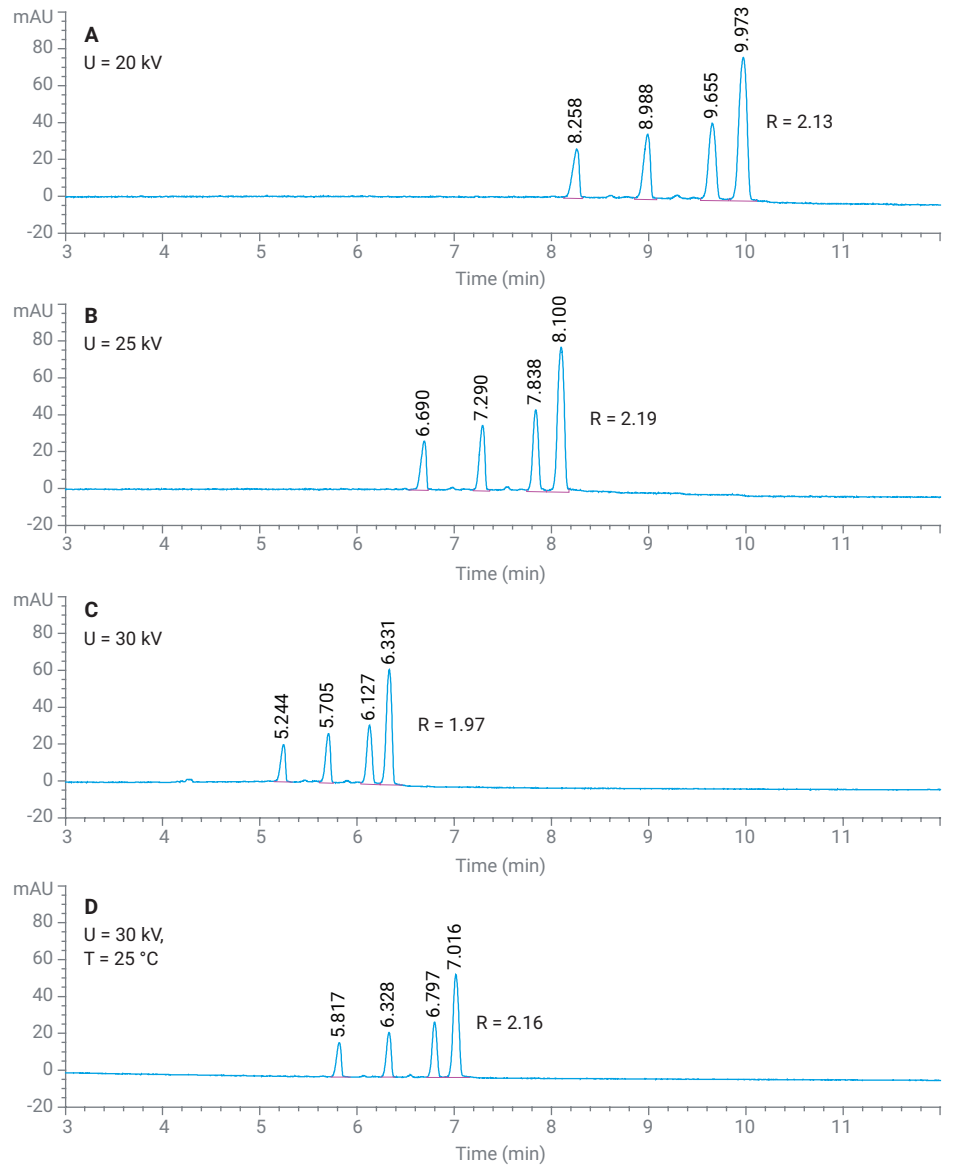 mAU
A
U = 20 kV
80
60
40
20
0
-20
8.258
8.988
9.655
9.973
R = 2.13
3 4 5 6 7 8 9 10 11
Time (min)
mAU
B
U = 25 kV
80
60
40
20
0
-20
6.690
7.290
7.838
8.100
R = 2.19
3 4 5 6 7 8 9 10 11
Time (min)
mAU
C
U = 30 kV
80
60
40
20
0
-20
5.244
5.705
6.127
6.331
R = 1.97
3 4 5 6 7 8 9 10 11
Time (min)
mAU
D
U = 30 kV,
T = 25 °C
80
60
40
20
0
-20
5.817
6.328
6.797
7.016
R = 2.16
3 4 5 6 7 8 9 10 11
Time (min)